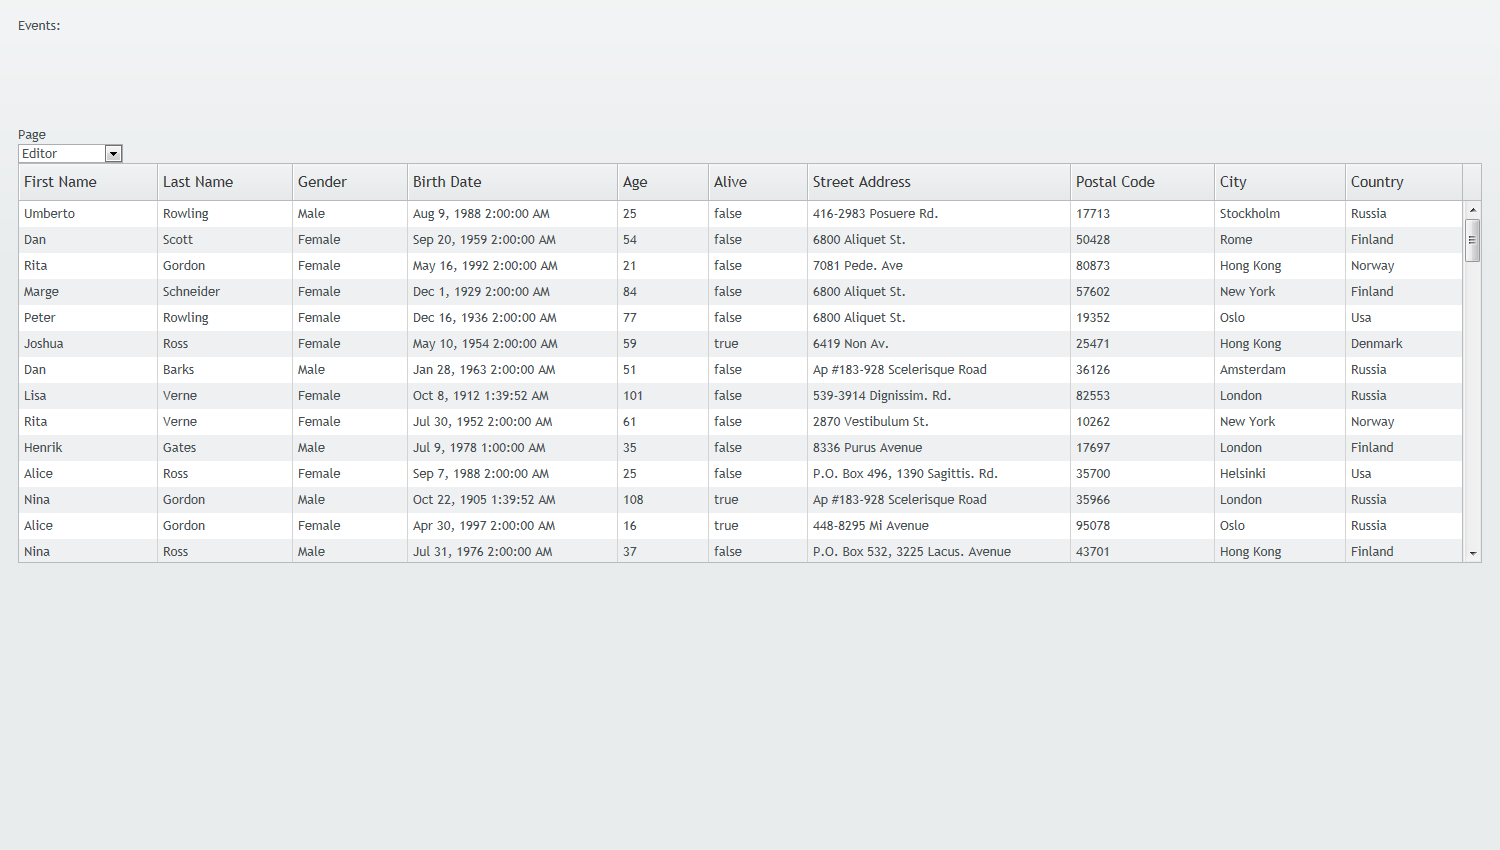 Events:
Page
Editor
First Name Last Name Gender Birth Date Age Alive Street Address Postal Code City Country
Umberto Rowling Male Aug 9, 1988 2:00:00 AM 25 false 416-2983 Posuere Rd. 17713 Stockholm Russia
Dan Scott Female Sep 20, 1959 2:00:00 AM 54 false 6800 Aliquet St. 50428 Rome Finland
Rita Gordon Female May 16, 1992 2:00:00 AM 21 false 7081 Pede. Ave 80873 Hong Kong Norway
Marge Schneider Female Dec 1, 1929 2:00:00 AM 84 false 6800 Aliquet St. 57602 New York Finland
Peter Rowling Female Dec 16, 1936 2:00:00 AM 77 false 6800 Aliquet St. 19352 Oslo Usa
Joshua Ross Female May 10, 1954 2:00:00 AM 59 true 6419 Non Av. 25471 Hong Kong Denmark
Dan Barks Male Jan 28, 1963 2:00:00 AM 51 false Ap #183-928 Scelerisque Road 36126 Amsterdam Russia
Lisa Verne Female Oct 8, 1912 1:39:52 AM 101 false 539-3914 Dignissim. Rd. 82553 London Russia
Rita Verne Female Jul 30, 1952 2:00:00 AM 61 false 2870 Vestibulum St. 10262 New York Norway
Henrik Gates Male Jul 9, 1978 1:00:00 AM 35 false 8336 Purus Avenue 17697 London Finland
Alice Ross Female Sep 7, 1988 2:00:00 AM 25 false P.O. Box 496, 1390 Sagittis. Rd. 35700 Helsinki Usa
Nina Gordon Male Oct 22, 1905 1:39:52 AM 108 true Ap #183-928 Scelerisque Road 35966 London Russia
Alice Gordon Female Apr 30, 1997 2:00:00 AM 16 true 448-8295 Mi Avenue 95078 Oslo Russia
Nina Ross Male Jul 31, 1976 2:00:00 AM 37 false P.O. Box 532, 3225 Lacus. Avenue 43701 Hong Kong Finland